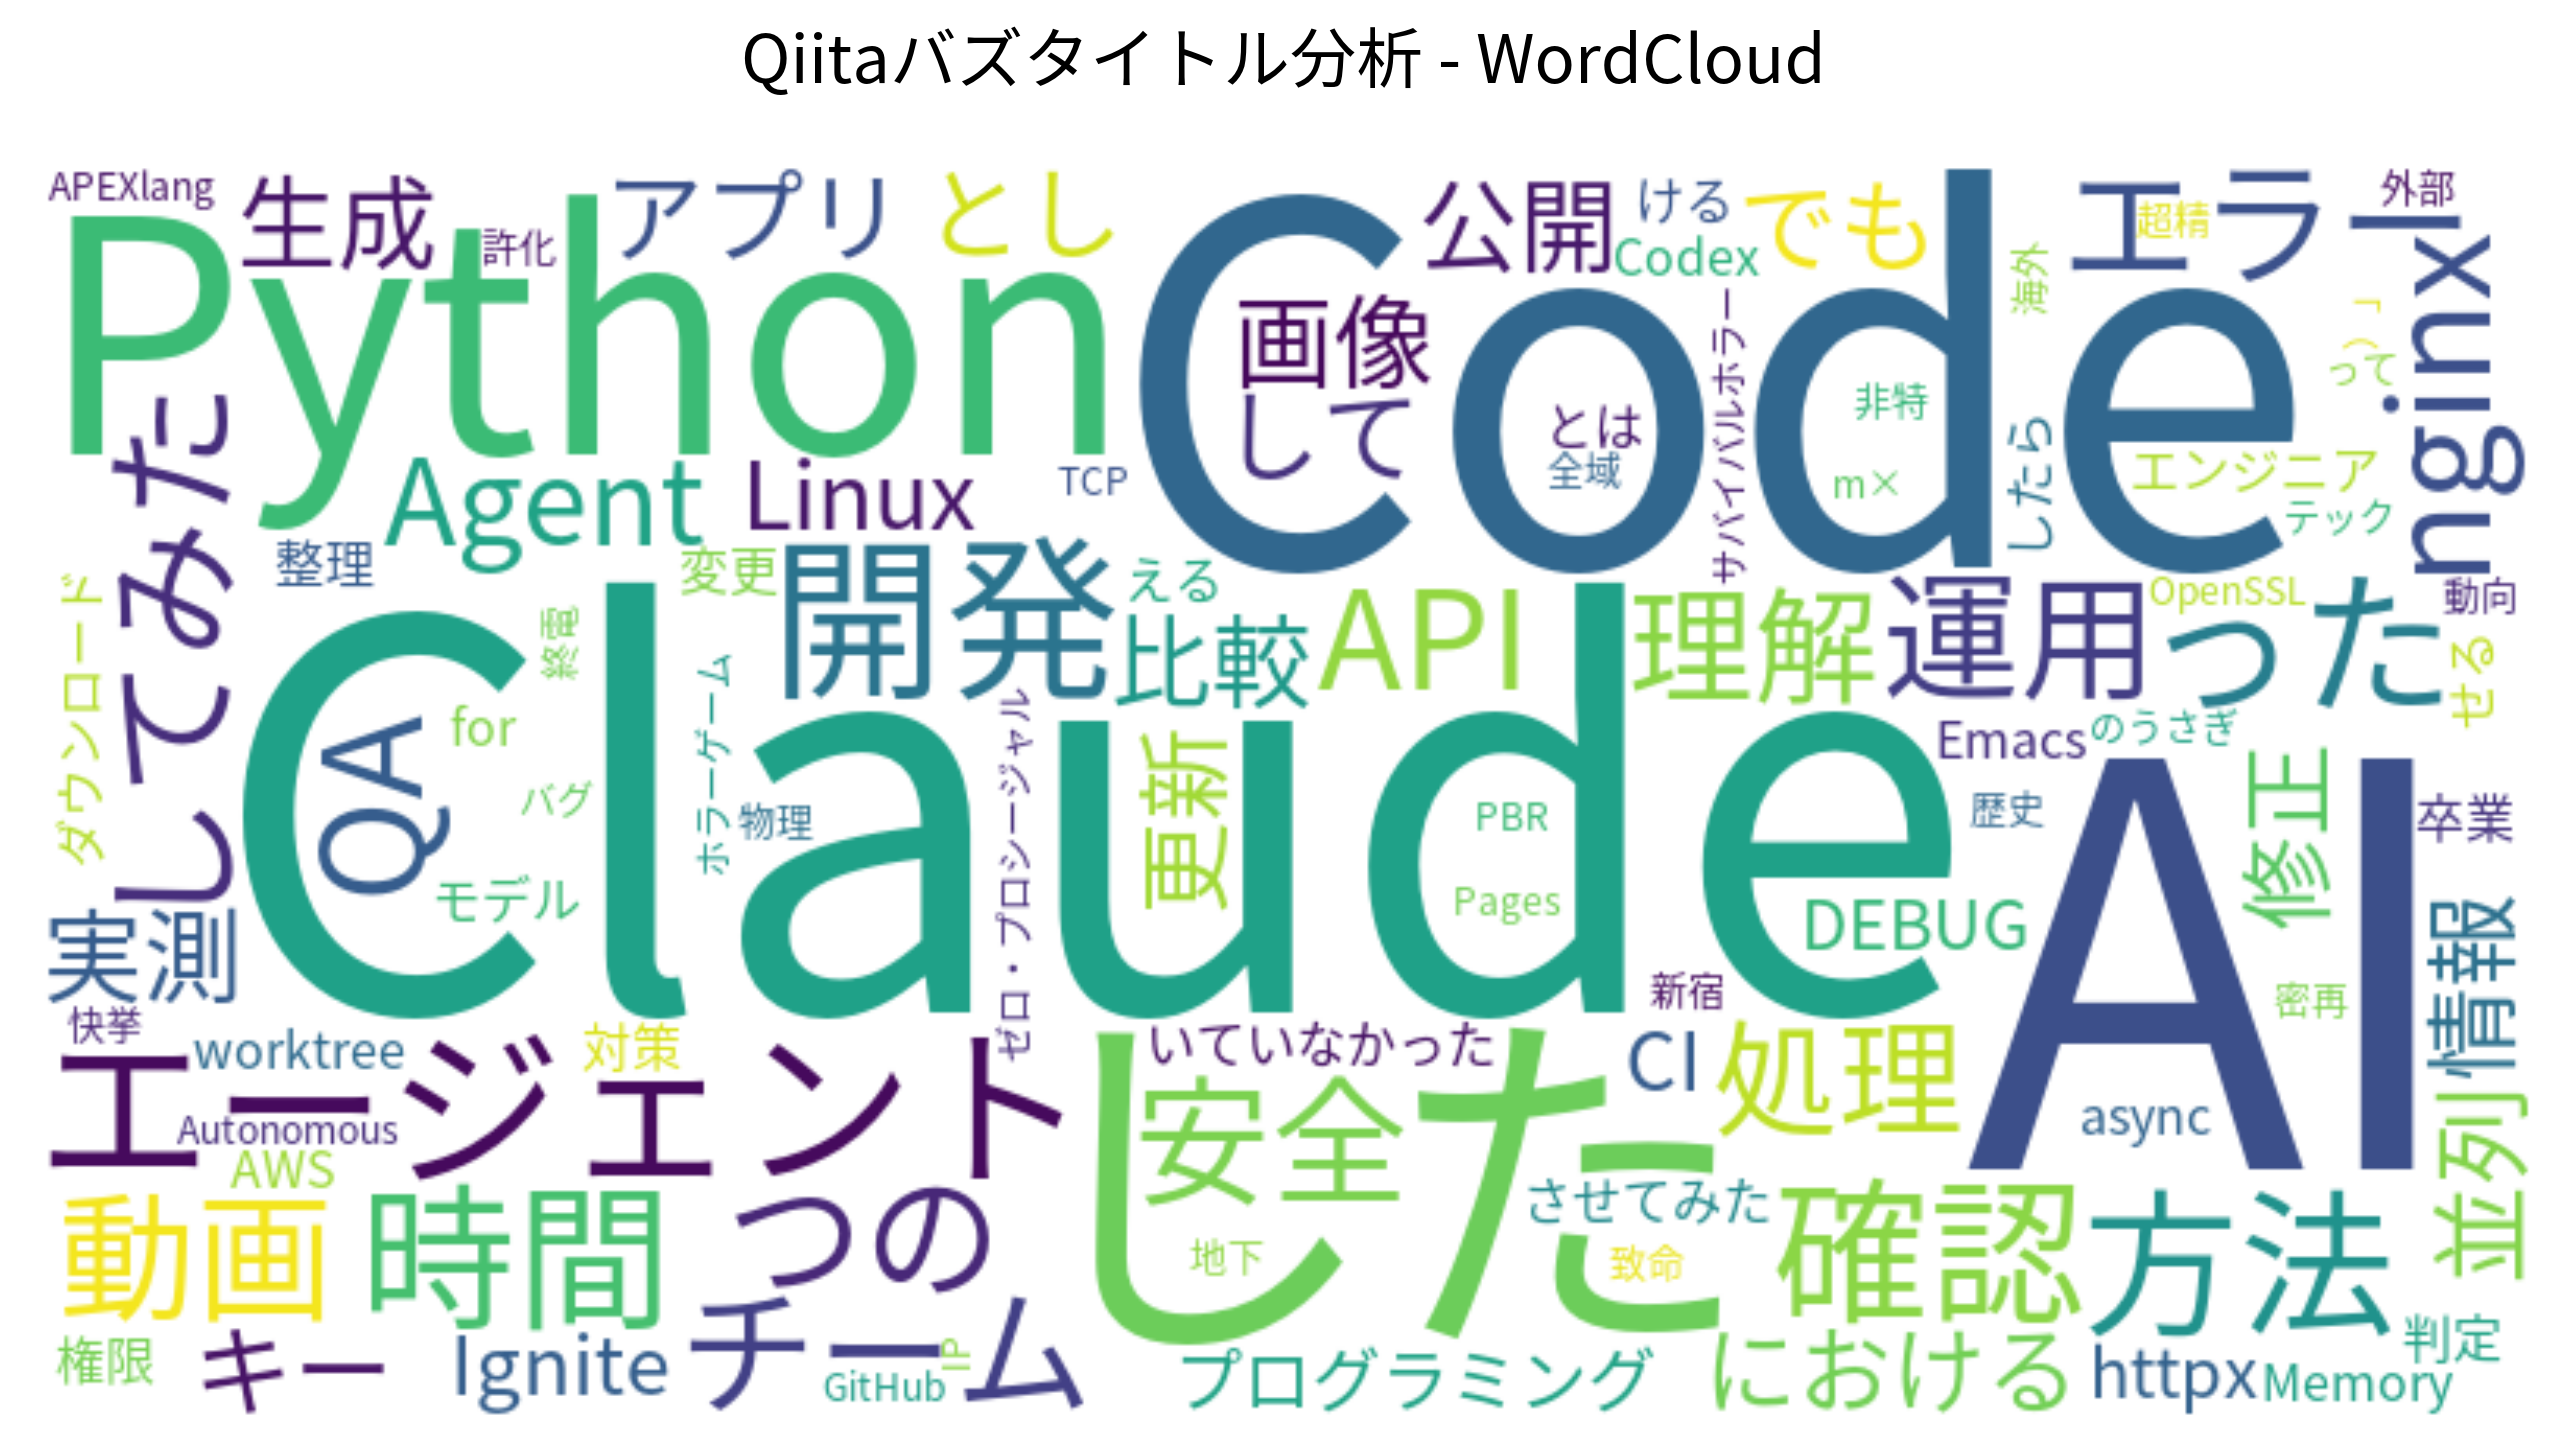 Qiitaバズタイトル分析 - WordCloud
APEXlang
生成
許化
アプリ
とし
公開
ける
Codex
でも
エラー
超精
外部
Python
Code
画像
して
とは
全域
非特
m×
サバイバルホラー
海外
したら
」）
って
nginx
エンジニア
テック
してみた
Agent
Linux
TCP
整理
変更
開発
える
比較
API
理解
運用
OpenSSL
った
動向
せる
ダウンロード
Claude
QA
for
終電
バグ
モデル
ホラーゲーム
物理
ゼロ・プロシージャル
更新
PBR
Pages
Emacs
のうさぎ
歴史
DEBUG
AI
修正
卒業
実測
情報
快挙
worktree
対策
新宿
いていなかった
密再
エージェント
Autonomous
AWS
した
安全
CI
処理
async
並列
動画
時間
つの
地下
させてみた
致命
確認
方法
権限
キー
Ignite
チーム
GitHub
IP
プログラミング
における
httpx
Memory
判定